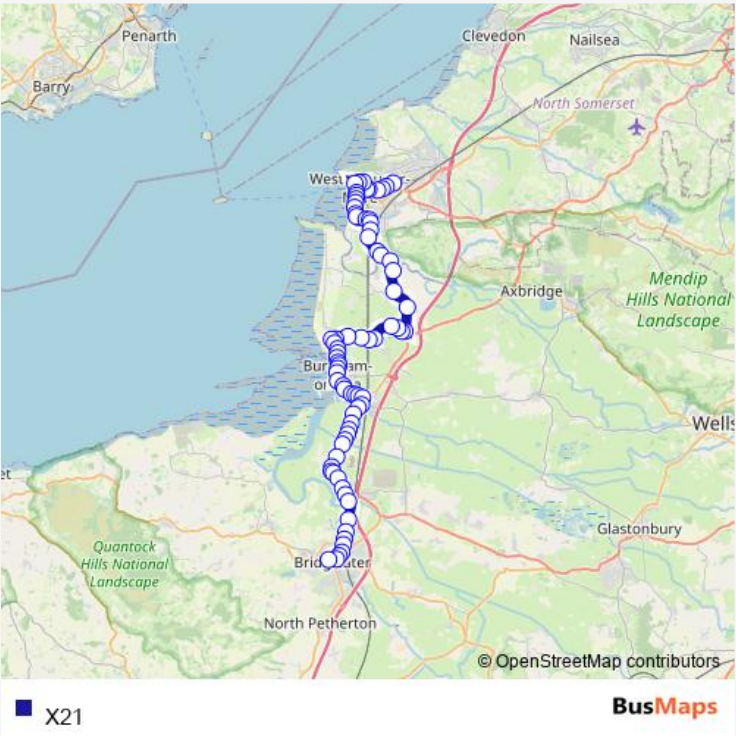 Penarth
Clevedon
Nailsea
Barry
North Somerset
Axbridge
Mendip
Hills National
Landscape
Wells
Glastonbury
Quantock
Hills National
Landscape
North Petherton
© OpenStreetMap contributors
X21
BusMaps